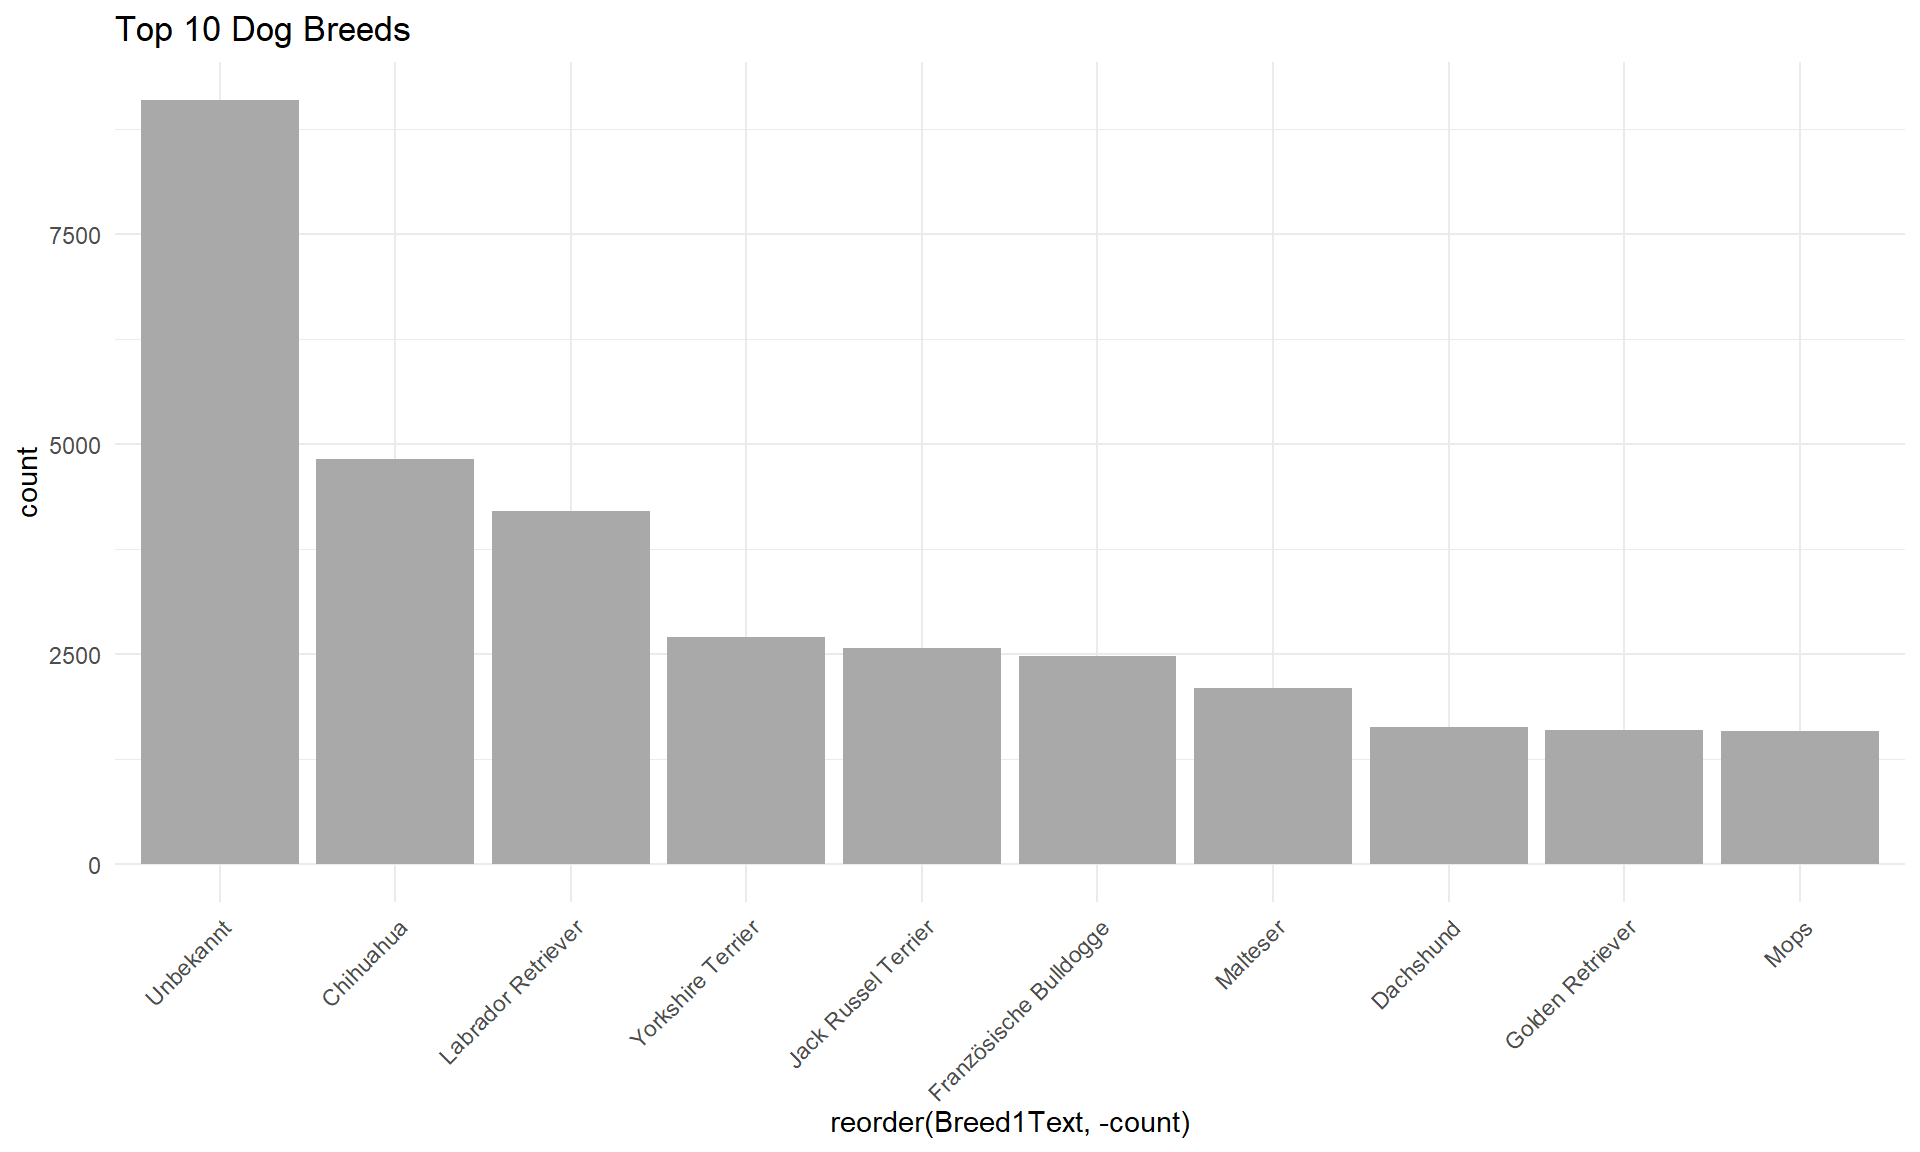 Top 10 Dog Breeds
count
7500
5000
2500
0
Unbekannt
Chihuahua
Labrador Retriever
Yorkshire Terrier
Jack Russel Terrier
Französische Bulldogge
Malteser
Dachshund
Golden Retriever
Mops
reorder(Breed1Text, -count)